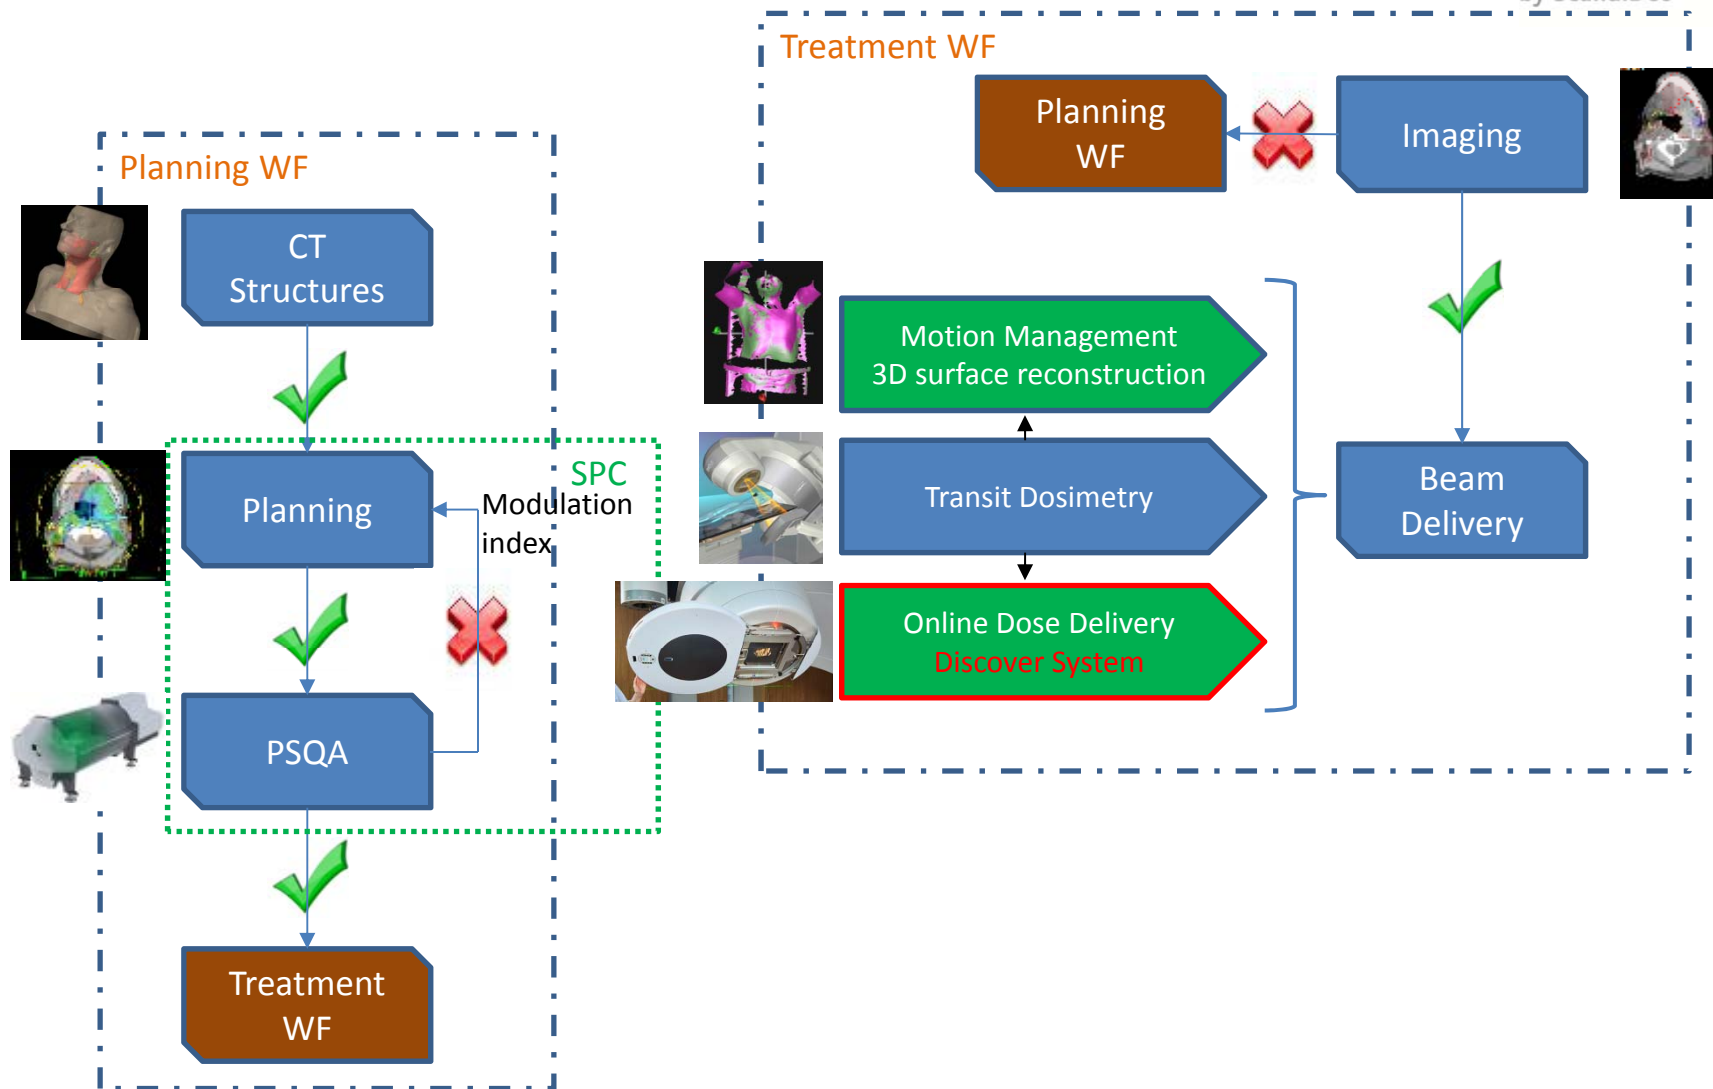 Treatment WF
Planning
WF
Imaging
Planning WF
CT
Structures
Motion Management
3D surface reconstruction
SPC
Modulation
index
Planning
Transit Dosimetry
Beam
Delivery
Online Dose Delivery
Discover System
PSQA
Treatment
WF